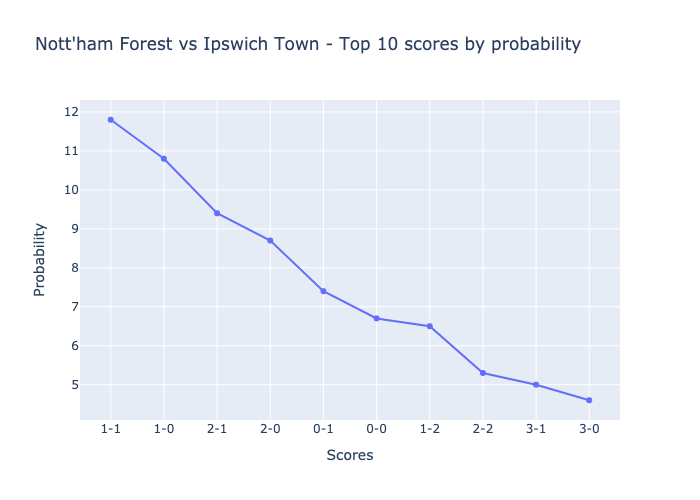 Nott'ham Forest vs Ipswich Town - Top 10 scores by probability
12
11
10
9
8
7
6
5
Probability
1-1 1-0 2-1 2-0 0-1 0-0 1-2 2-2 3-1 3-0
Scores